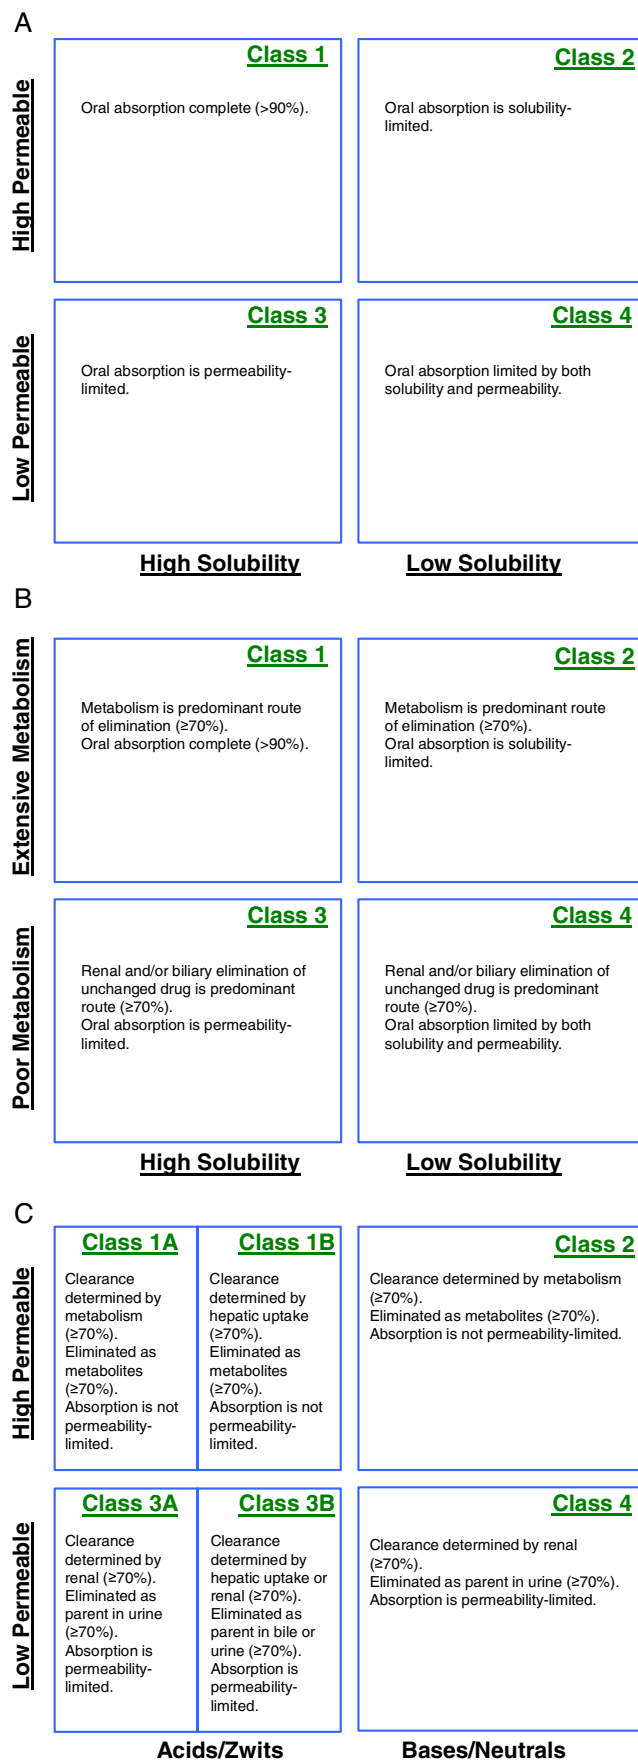 A
High Permeable
Class 1
Oral absorption complete (>90%).
Class 2
Oral absorption is solubility-
limited.
Low Permeable
Class 3
Oral absorption is permeability-
limited.
Class 4
Oral absorption limited by both
solubility and permeability.
High Solubility
Low Solubility
B
Extensive Metabolism
Class 1
Metabolism is predominant route
of elimination (≥70%).
Oral absorption complete (>90%).
Class 2
Metabolism is predominant route
of elimination (≥70%).
Oral absorption is solubility-
limited.
Poor Metabolism
Class 3
Renal and/or biliary elimination of
unchanged drug is predominant
route (≥70%).
Oral absorption is permeability-
limited.
Class 4
Renal and/or biliary elimination of
unchanged drug is predominant
route (≥70%).
Oral absorption limited by both
solubility and permeability.
High Solubility
Low Solubility
C
High Permeable
Class 1A
Clearance
determined by
metabolism
(≥70%).
Eliminated as
metabolites
(≥70%).
Absorption is not
permeability-
limited.
Class 1B
Clearance
determined by
hepatic uptake
(≥70%).
Eliminated as
metabolites
(≥70%).
Absorption is not
permeability-
limited.
Class 2
Clearance determined by metabolism
(≥70%).
Eliminated as metabolites (≥70%).
Absorption is not permeability-limited.
Low Permeable
Class 3A
Clearance
determined by
renal (≥70%).
Eliminated as
parent in urine
(≥70%).
Absorption is
permeability-
limited.
Class 3B
Clearance
determined by
hepatic uptake or
renal (≥70%).
Eliminated as
parent in bile or
urine (≥70%).
Absorption is
permeability-
limited.
Class 4
Clearance determined by renal
(≥70%).
Eliminated as parent in urine (≥70%).
Absorption is permeability-limited.
Acids/Zwits
Bases/Neutrals